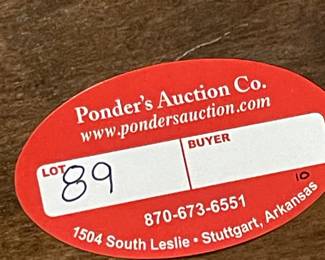 Ponder's Auction Co.
www.pondersauction.com
LOT 89
BUYER
10
870-673-6551
1504 South Leslie • Stuttgart, Arkansas